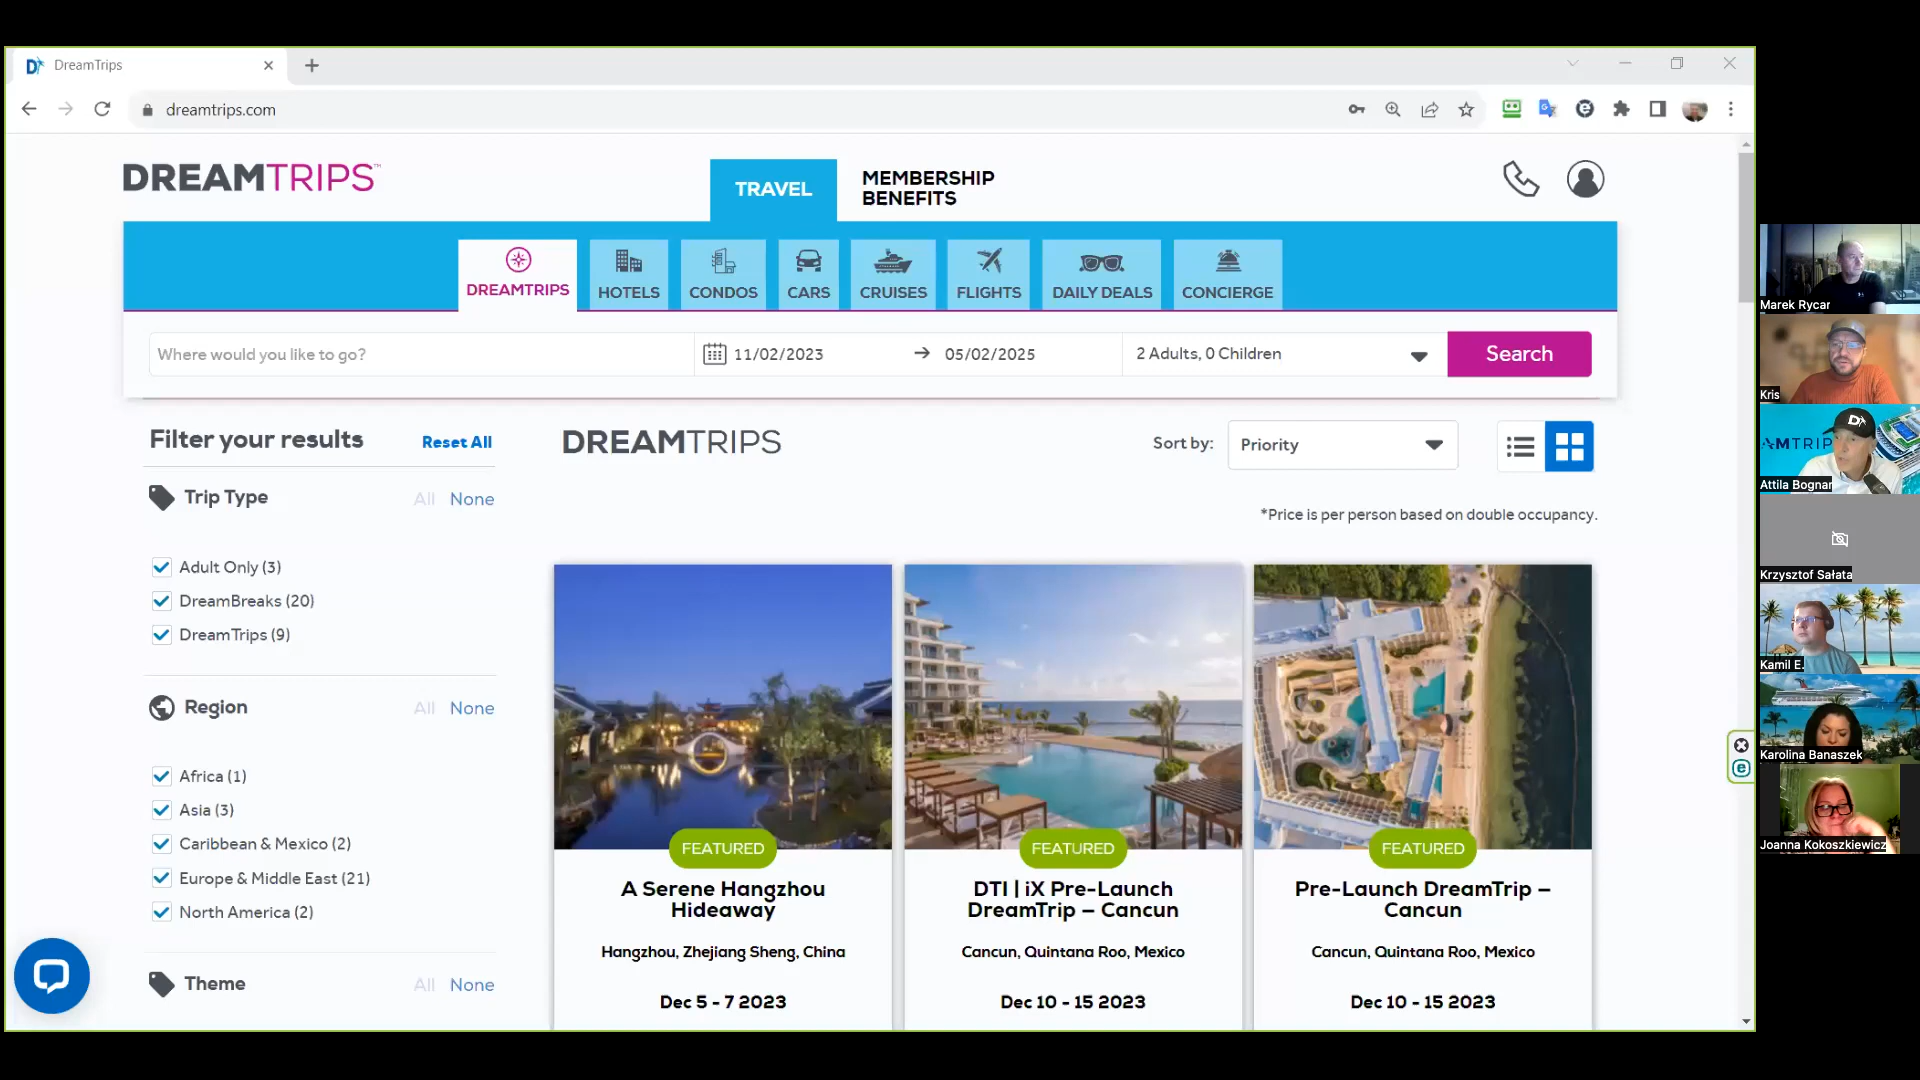 DreamTrips
dreamtrips.com
DREAMTRIPS™
TRAVEL
MEMBERSHIP
BENEFITS
DREAMTRIPS
HOTELS
CONDOS
CARS
CRUISES
FLIGHTS
DAILY DEALS
CONCIERGE
Where would you like to go?
11/02/2023
05/02/2025
2 Adults, 0 Children
Search
Filter your results
Reset All
DREAMTRIPS
Sort by:
Priority
*Price is per person based on double occupancy.
Trip Type
All
None
Adult Only (3)
DreamBreaks (20)
DreamTrips (9)
Region
All
None
Africa (1)
Asia (3)
Caribbean & Mexico (2)
Europe & Middle East (21)
North America (2)
Theme
All
None
FEATURED
A Serene Hangzhou
Hideaway
Hangzhou, Zhejiang Sheng, China
Dec 5 - 7 2023
FEATURED
DTI | iX Pre-Launch
DreamTrip – Cancun
Cancun, Quintana Roo, Mexico
Dec 10 - 15 2023
FEATURED
Pre-Launch DreamTrip –
Cancun
Cancun, Quintana Roo, Mexico
Dec 10 - 15 2023
Marek Rycar
Kris
AMTRIP
Attila Bognar
Krzysztof Sałata
Kamil E.
Karolina Banaszek
Joanna Kokoszkiewicz